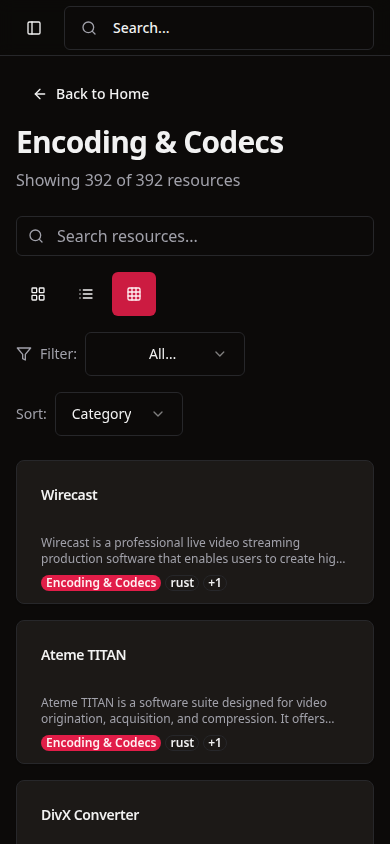 Search...
Back to Home
Encoding & Codecs
Showing 392 of 392 resources
Search resources...
Filter:
All...
Sort:
Category
Wirecast
Wirecast is a professional live video streaming
production software that enables users to create hig...
Encoding & Codecs rust +1
Ateme TITAN
Ateme TITAN is a software suite designed for video
origination, acquisition, and compression. It offers...
Encoding & Codecs rust +1
DivX Converter